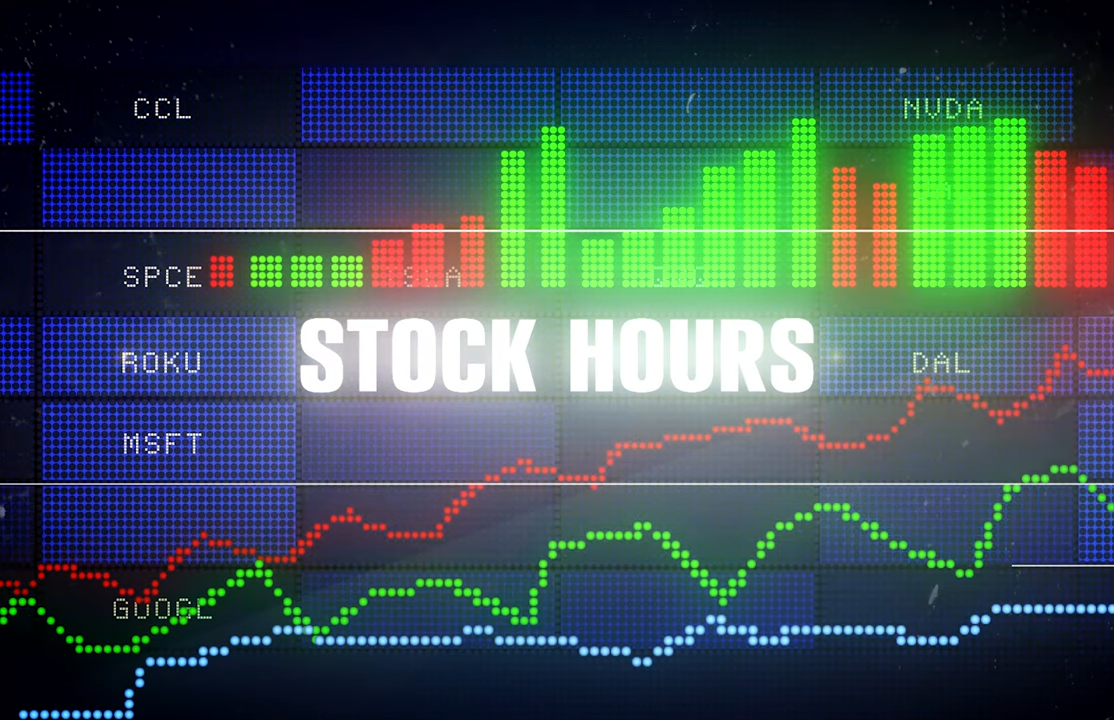 CCL
NVDA
SPCE
STOCK HOURS
ROKU
DAL
MSFT
GOOGL